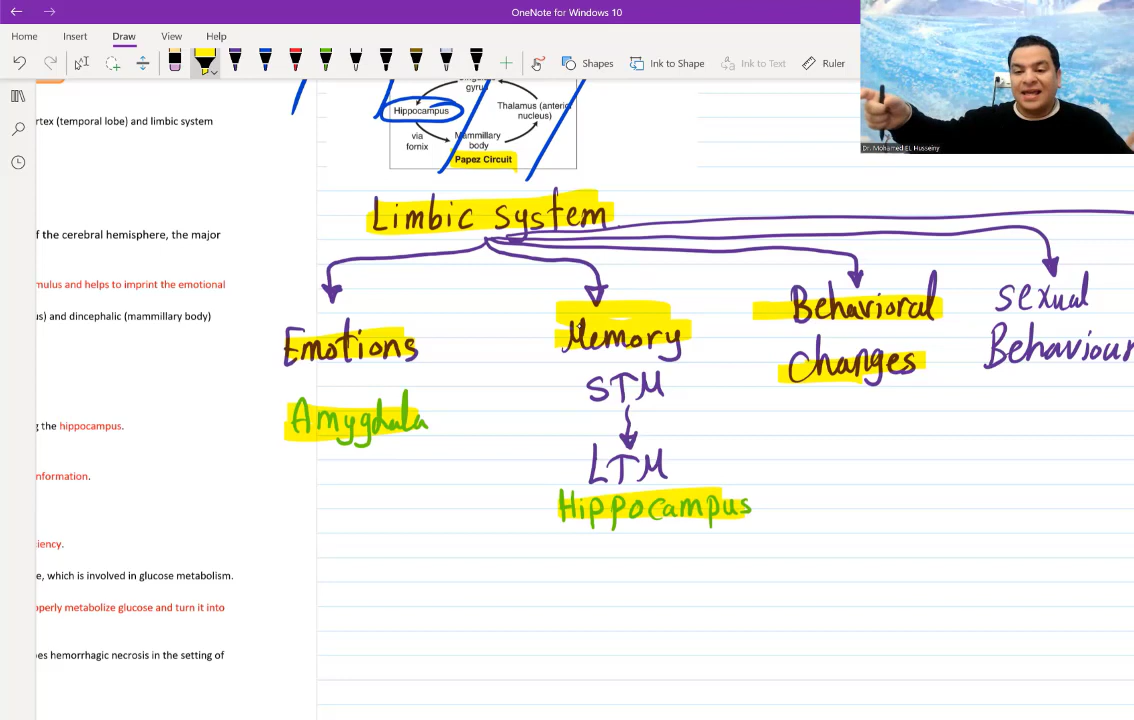 OneNote for Windows 10
Home Insert Draw View Help
Shapes Ink to Shape Ink to Text Ruler
gyrus
Hippocampus
Thalamus (anterior
nucleus)
via
fornix
Mammillary
body
Papez Circuit
Dr. Mohamed EL Husseiny
rtex (temporal lobe) and limbic system
f the cerebral hemisphere, the major
mulus and helps to imprint the emotional
us) and dincephalic (mammillary body)
g the hippocampus.
nformation.
iency.
e, which is involved in glucose metabolism.
operly metabolize glucose and turn it into
es hemorrhagic necrosis in the setting of
Limbic system
Emotions
Amygdula
Memory
STM
LTM
Hippocampus
Behavioral
Changes
Sexual
Behaviour